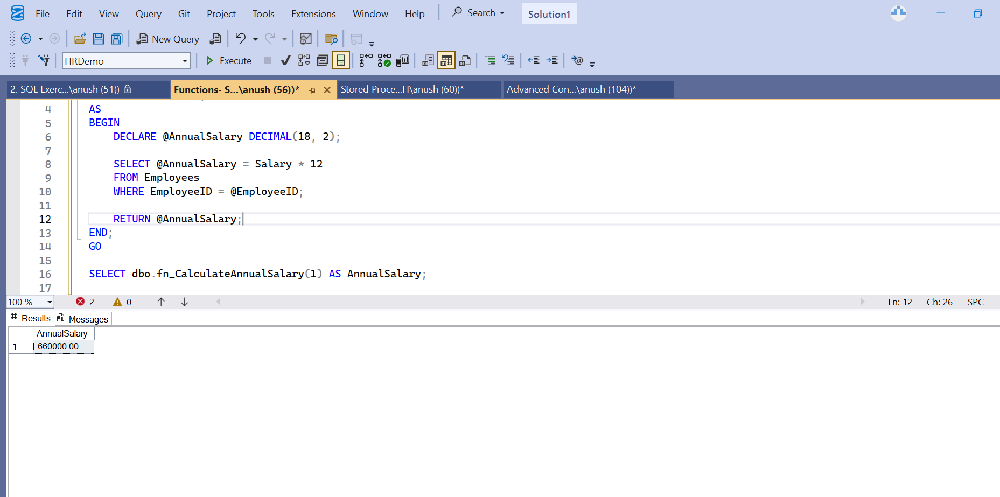 File Edit View Query Git Project Tools Extensions Window Help Search Solution1
New Query
HRDemo Execute
2. SQL Exerc...\anush (51)) Functions- S...\anush (56))* Stored Proce...H\anush (60))* Advanced Con...\anush (104))*
4 AS
5 BEGIN
6 DECLARE @AnnualSalary DECIMAL(18, 2);
7
8 SELECT @AnnualSalary = Salary * 12
9 FROM Employees
10 WHERE EmployeeID = @EmployeeID;
11
12 RETURN @AnnualSalary;
13 END;
14 GO
15
16 SELECT dbo.fn_CalculateAnnualSalary(1) AS AnnualSalary;
17
100 % 2 0 Ln: 12 Ch: 26 SPC
Results Messages
AnnualSalary
1 660000.00